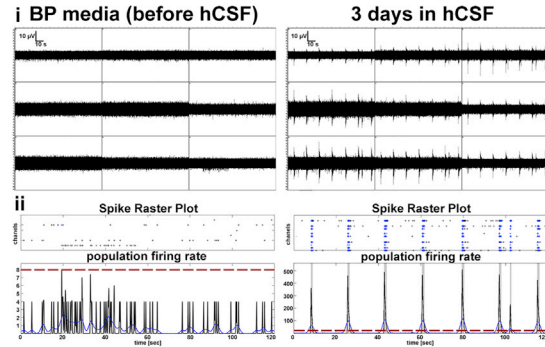 i BP media (before hCSF)
3 days in hCSF
10 µV
10 s
10 µV
10 s
ii
Spike Raster Plot
Spike Raster Plot
channels
channels
population firing rate
population firing rate
8
7
6
5
4
3
2
1
0 20 40 60 80 100 120
time [sec]
500
400
300
200
100
0 20 40 60 80 100 120
time [sec]